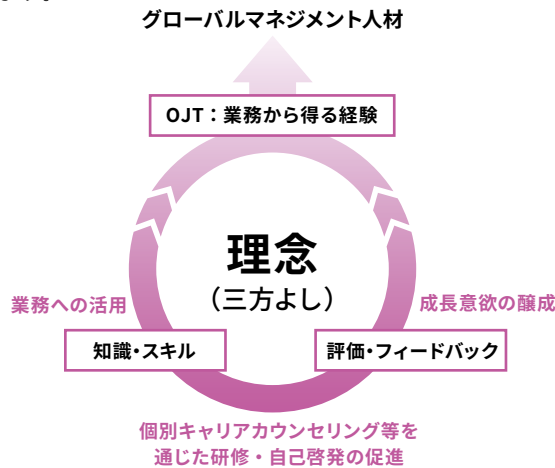 グローバルマネジメント人材
OJT：業務から得る経験
理念
（三方よし）
業務への活用
成長意欲の醸成
知識・スキル
評価・フィードバック
個別キャリアカウンセリング等を
通じた研修・自己啓発の促進